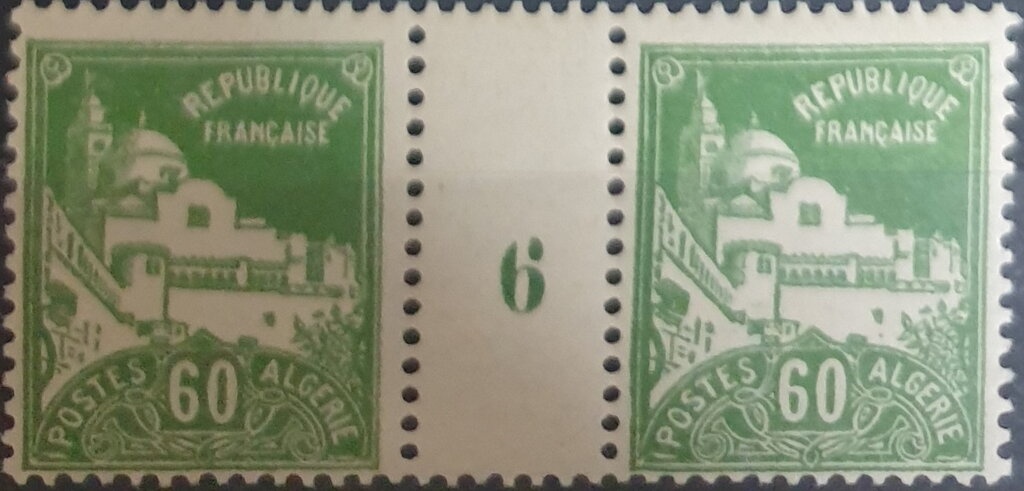 REPUBLIQUE
FRANÇAISE
POSTES 60 ALGERIE
6
REPUBLIQUE
FRANÇAISE
POSTES 60 ALGERIE